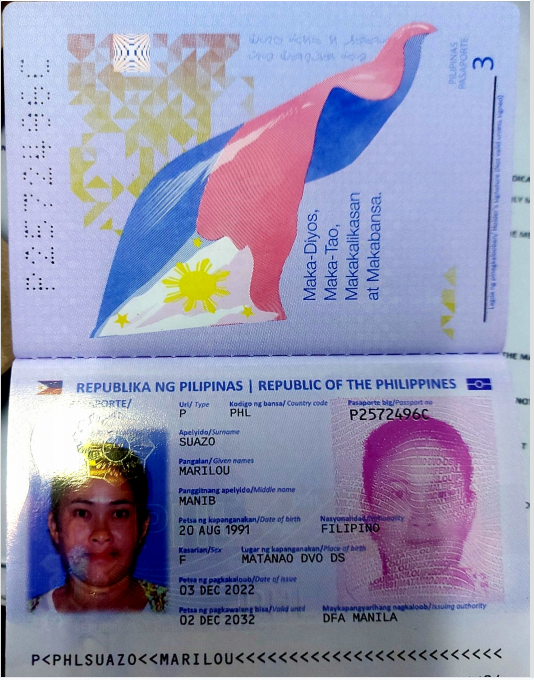 PILIPINAS
PASAPORTE
3
Maka-Diyos,
Maka-Tao,
Makakalikasan
at Makabansa.
REPUBLIKA NG PILIPINAS | REPUBLIC OF THE PHILIPPINES
Uri/ Type
Kodigo ng bansa/ Country code
Pasaporte blg/Passport no
P
PHL
P2572496C
Apelyido/Surname
SUAZO
Pangalan/Given names
MARILOU
Panggitnang apelyido/Middle name
MANIB
Petsa ng kapanganakan/Date of birth
20 AUG 1991
FILIPINO
Kasarian/Sex
Lugar ng kapanganakan/Place of birth
F
MATANAO DVO DS
Petsa ng pagkakaloob/Date of issue
03 DEC 2022
Petsa ng pagkawalang bisa/Valid until
Maykapangyarihang nagkaloob/Issuing authority
02 DEC 2032
DFA MANILA
P<PHLSUAZO<<MARILOU<<<<<<<<<<<<<<<<<<<<<<<<<